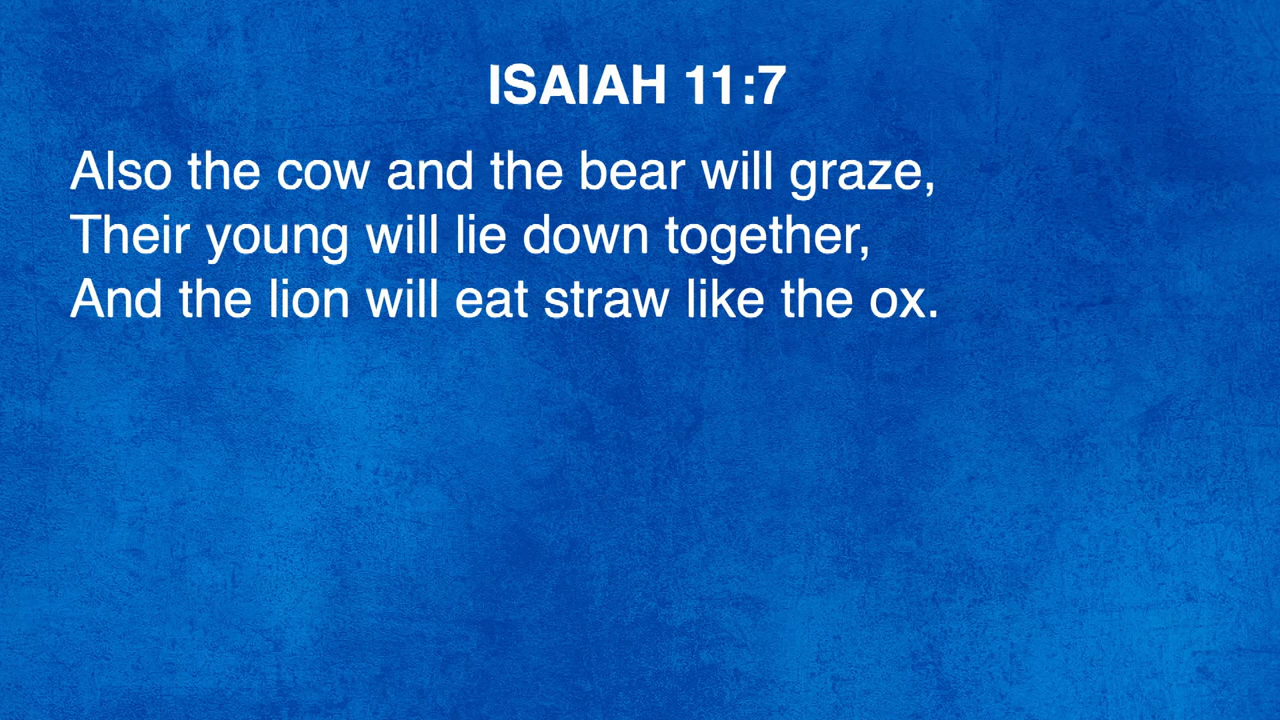 ISAIAH 11:7
Also the cow and the bear will graze,
Their young will lie down together,
And the lion will eat straw like the ox.